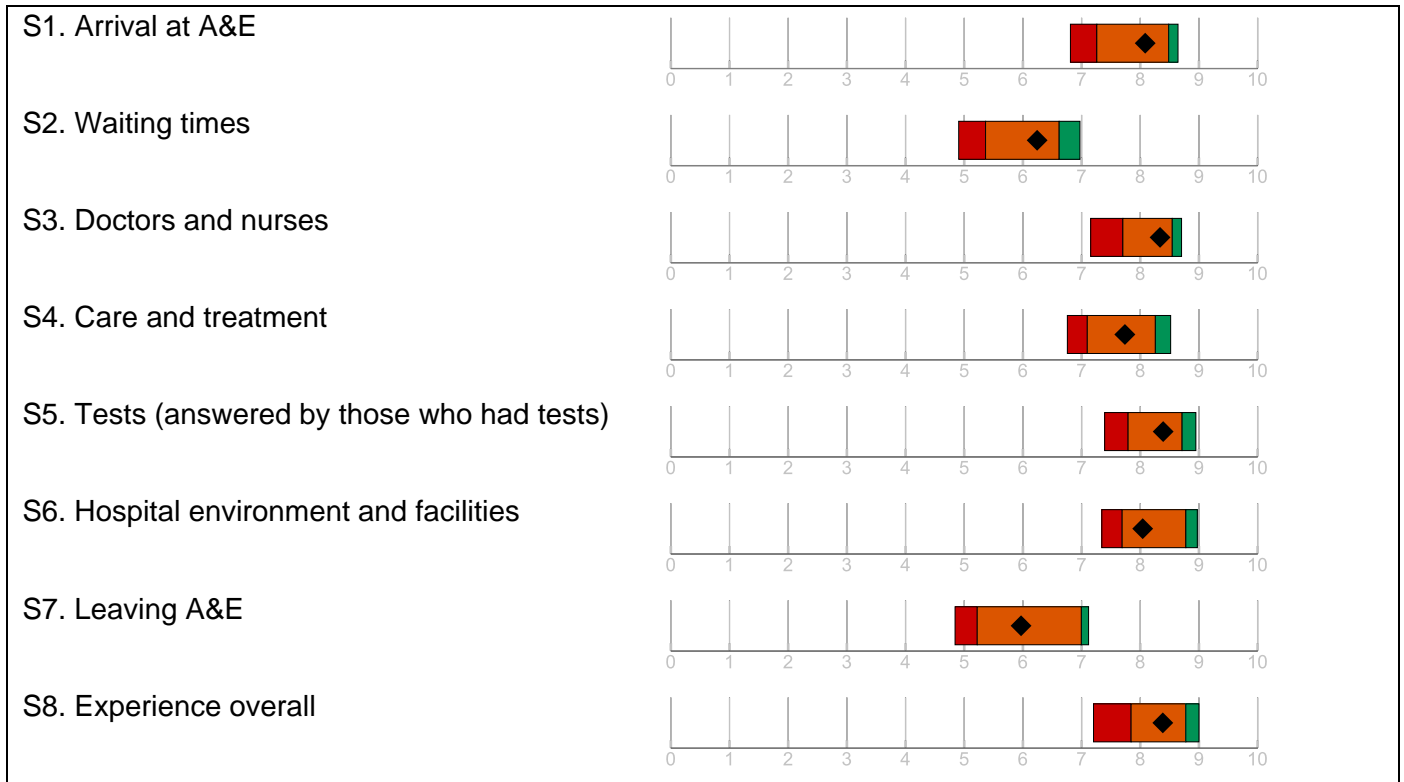 S1. Arrival at A&E
0 1 2 3 4 5 6 7 8 9 10
S2. Waiting times
0 1 2 3 4 5 6 7 8 9 10
S3. Doctors and nurses
0 1 2 3 4 5 6 7 8 9 10
S4. Care and treatment
0 1 2 3 4 5 6 7 8 9 10
S5. Tests (answered by those who had tests)
0 1 2 3 4 5 6 7 8 9 10
S6. Hospital environment and facilities
0 1 2 3 4 5 6 7 8 9 10
S7. Leaving A&E
0 1 2 3 4 5 6 7 8 9 10
S8. Experience overall
0 1 2 3 4 5 6 7 8 9 10